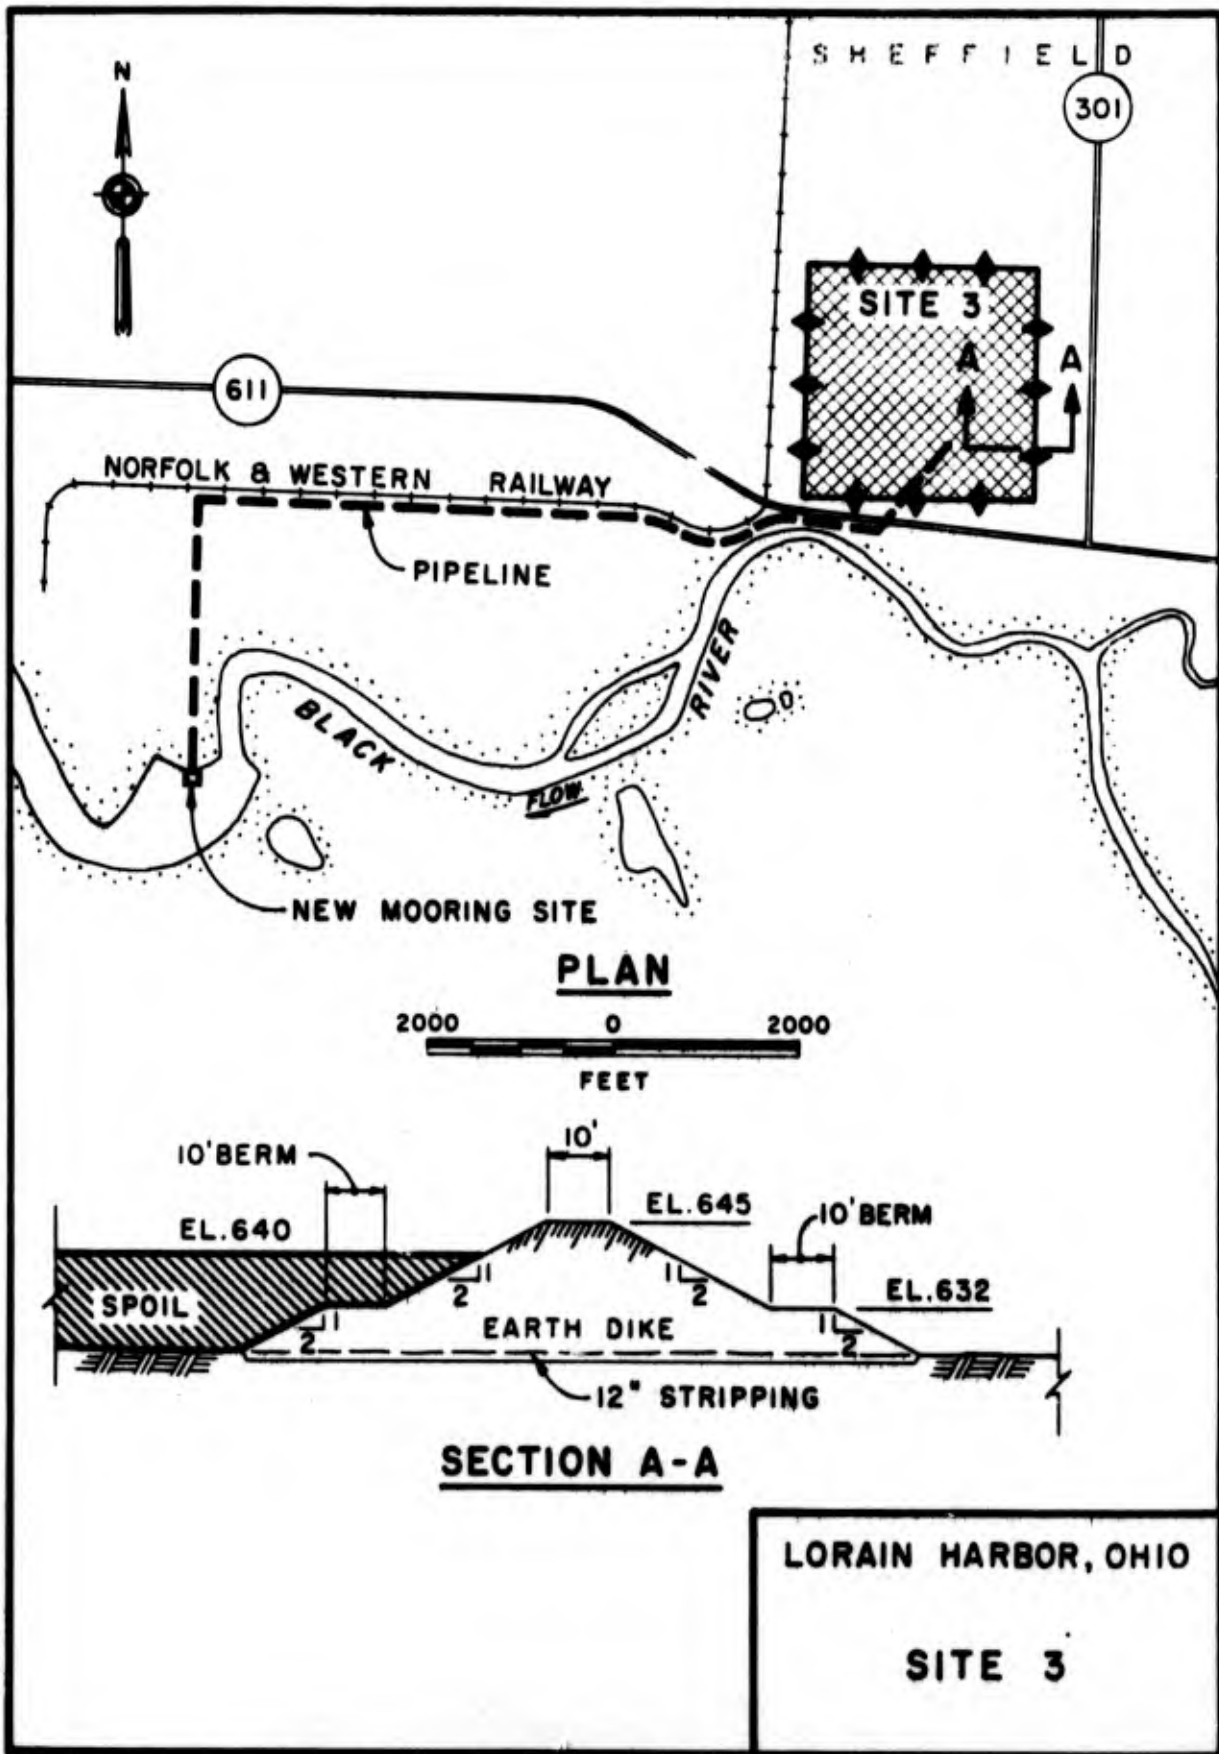 SHEFFIELD
N
301
SITE 3
A A
611
NORFOLK & WESTERN RAILWAY
PIPELINE
BLACK RIVER
FLOW
NEW MOORING SITE
PLAN
2000 0 2000
FEET
10' BERM
10'
EL.640
EL.645
10' BERM
SPOIL
1
2
1
2
EL.632
1
2
1
2
EARTH DIKE
12" STRIPPING
SECTION A-A
LORAIN HARBOR, OHIO
SITE 3